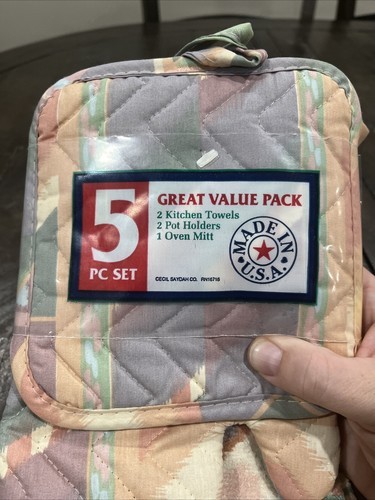 5
PC SET
GREAT VALUE PACK
2 Kitchen Towels
2 Pot Holders
1 Oven Mitt
MADE IN
U.S.A.
CECIL SAYDAH CO. RN15718